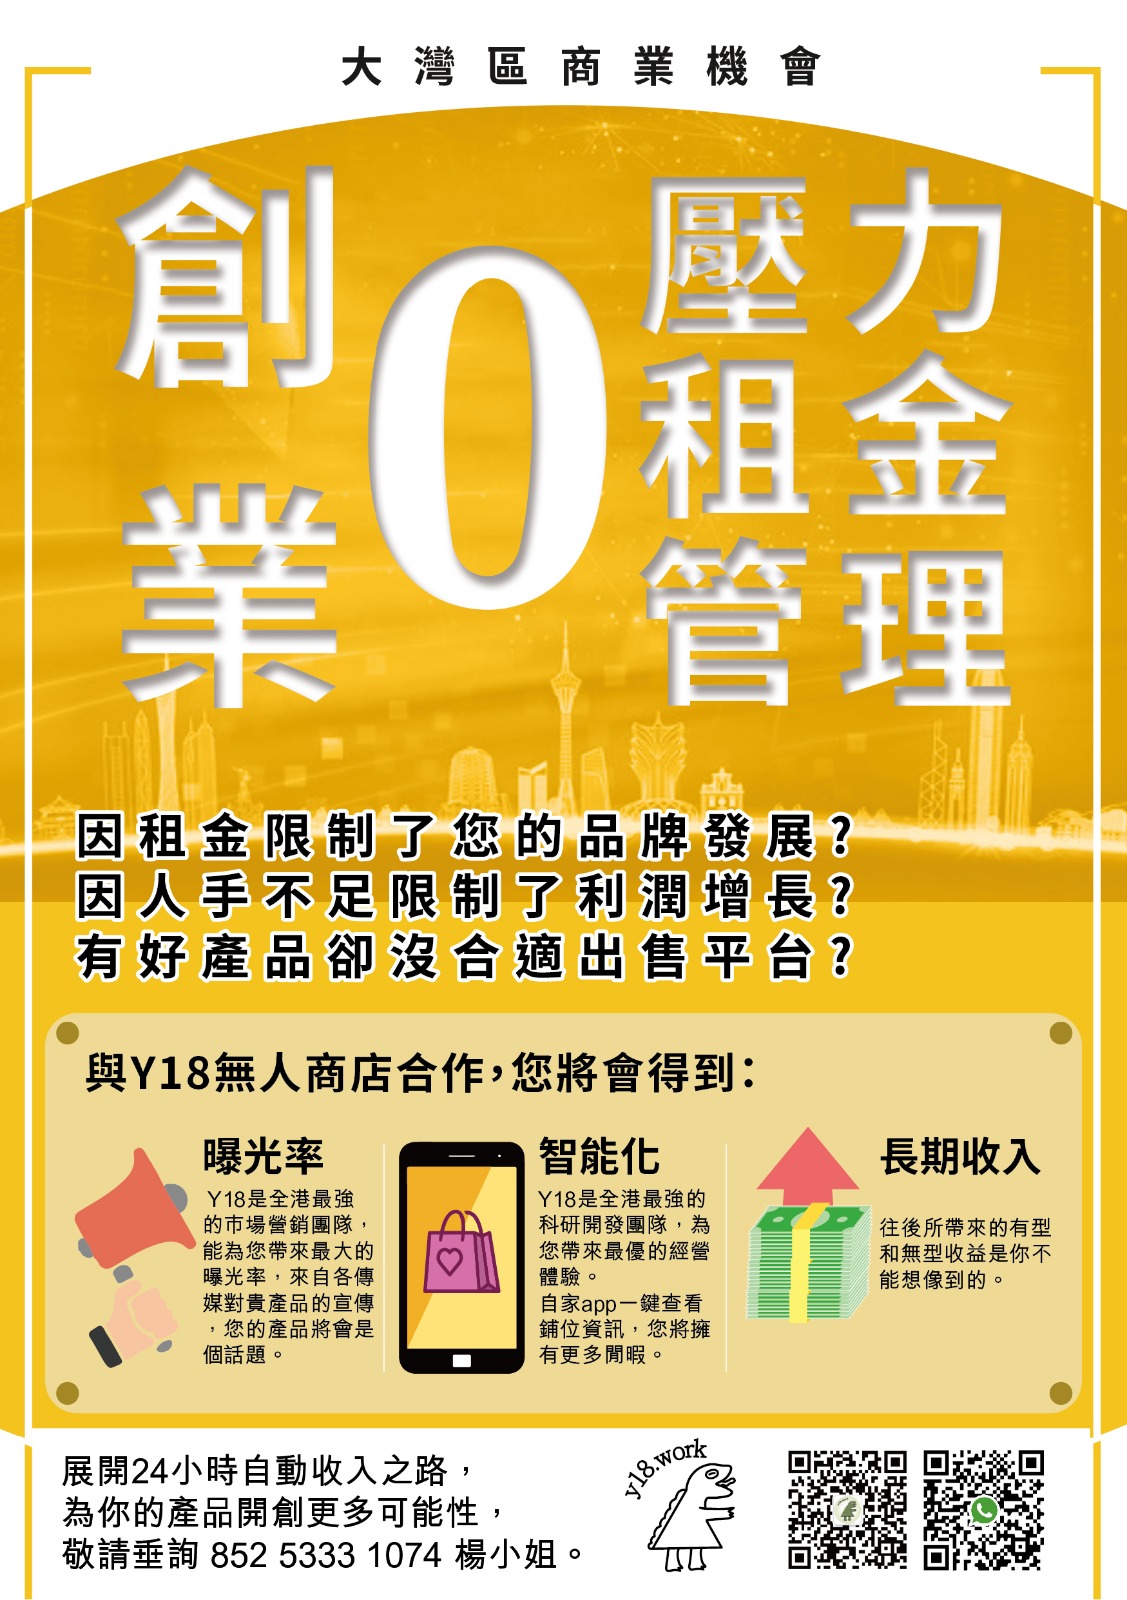 大灣區商業機會
創業
0
壓力
租金
管理
因租金限制了您的品牌發展?
因人手不足限制了利潤增長?
有好產品卻沒合適出售平台?
與Y18無人商店合作,您將會得到:
曝光率
Y18是全港最強
的市場營銷團隊，
能為您帶來最大的
曝光率，來自各傳
媒對貴產品的宣傳
，您的產品將會是
個話題。
智能化
Y18是全港最強的
科研開發團隊，為
您帶來最優的經營
體驗。
自家app一鍵查看
鋪位資訊，您將擁
有更多閒暇。
長期收入
往後所帶來的有型
和無型收益是你不
能想像到的。
展開24小時自動收入之路，
為你的產品開創更多可能性，
敬請垂詢 852 5333 1074 楊小姐。
y18.work